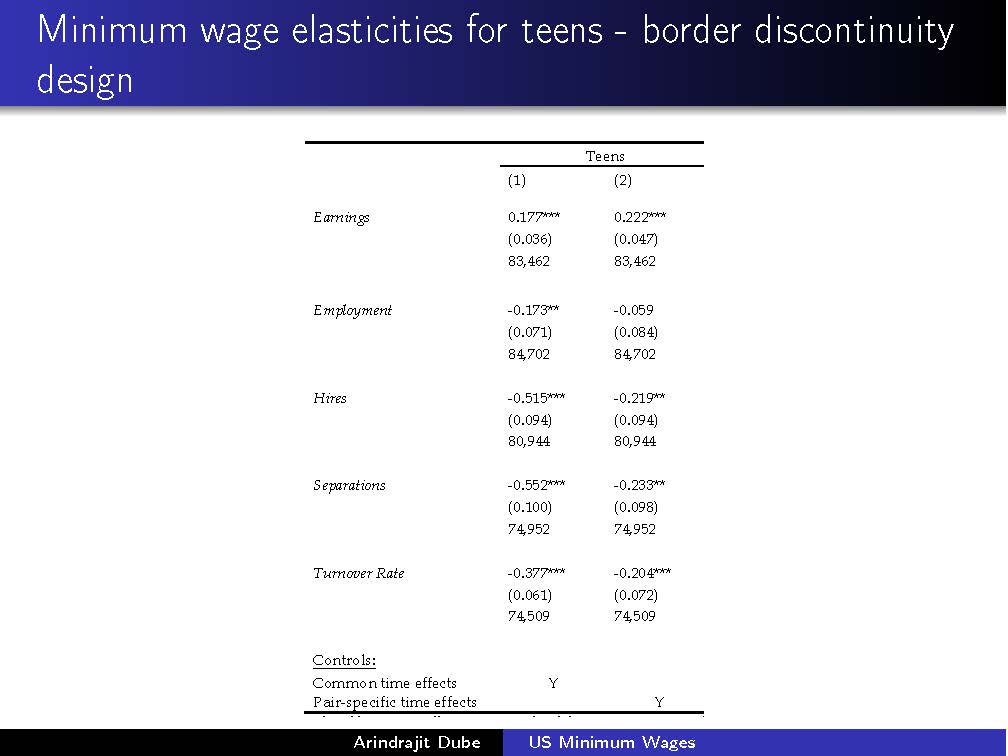 Minimum wage elasticities for teens - border discontinuity
design
Teens
(1) (2)
Earnings 0.177*** 0.222***
(0.036) (0.047)
83,462 83,462
Employment -0.173** -0.059
(0.071) (0.084)
84,702 84,702
Hires -0.515*** -0.219**
(0.094) (0.094)
80,944 80,944
Separations -0.552*** -0.233**
(0.100) (0.098)
74,952 74,952
Turnover Rate -0.377*** -0.204***
(0.061) (0.072)
74,509 74,509
Controls:
Common time effects Y
Pair-specific time effects Y
Arindrajit Dube US Minimum Wages